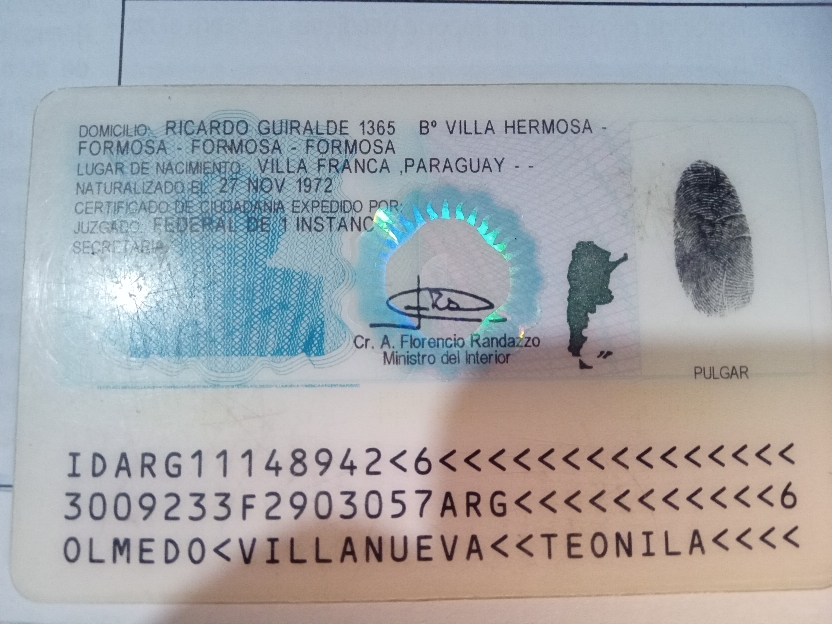 DOMICILIO: RICARDO GUIRALDE 1365 Bº VILLA HERMOSA -
FORMOSA - FORMOSA - FORMOSA
LUGAR DE NACIMIENTO: VILLA FRANCA ,PARAGUAY - -
NATURALIZADO EL: 27 NOV 1972
CERTIFICADO DE CIUDADANIA EXPEDIDO POR:
JUZGADO: FEDERAL DE 1 INSTANC
SECRETARIA:
Cr. A. Florencio Randazzo
Ministro del Interior
PULGAR
IDARG11148942<6<<<<<<<<<<<<<<<
3009233F2903057ARG<<<<<<<<<<<6
OLMEDO<VILLANUEVA<<TEONILA<<<<